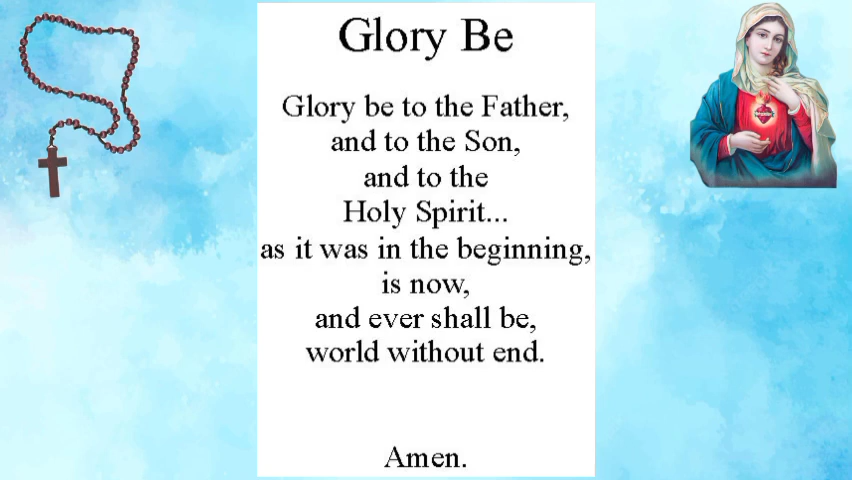 Glory Be
Glory be to the Father,
and to the Son,
and to the
Holy Spirit...
as it was in the beginning,
is now,
and ever shall be,
world without end.
Amen.